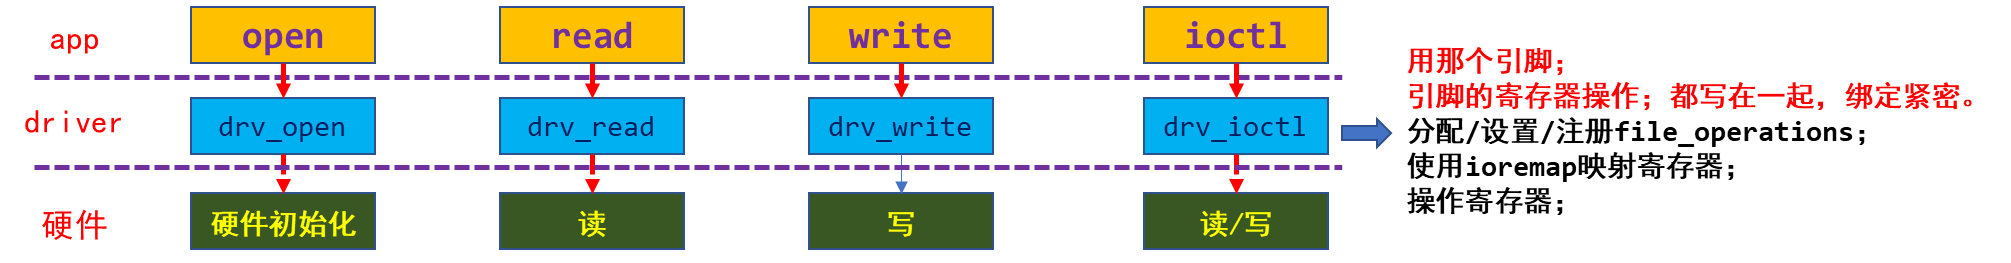 app
open
read
write
ioctl
driver
drv_open
drv_read
drv_write
drv_ioctl
硬件
硬件初始化
读
写
读/写
用那个引脚；
引脚的寄存器操作；都写在一起，绑定紧密。
分配/设置/注册file_operations；
使用ioremap映射寄存器；
操作寄存器；